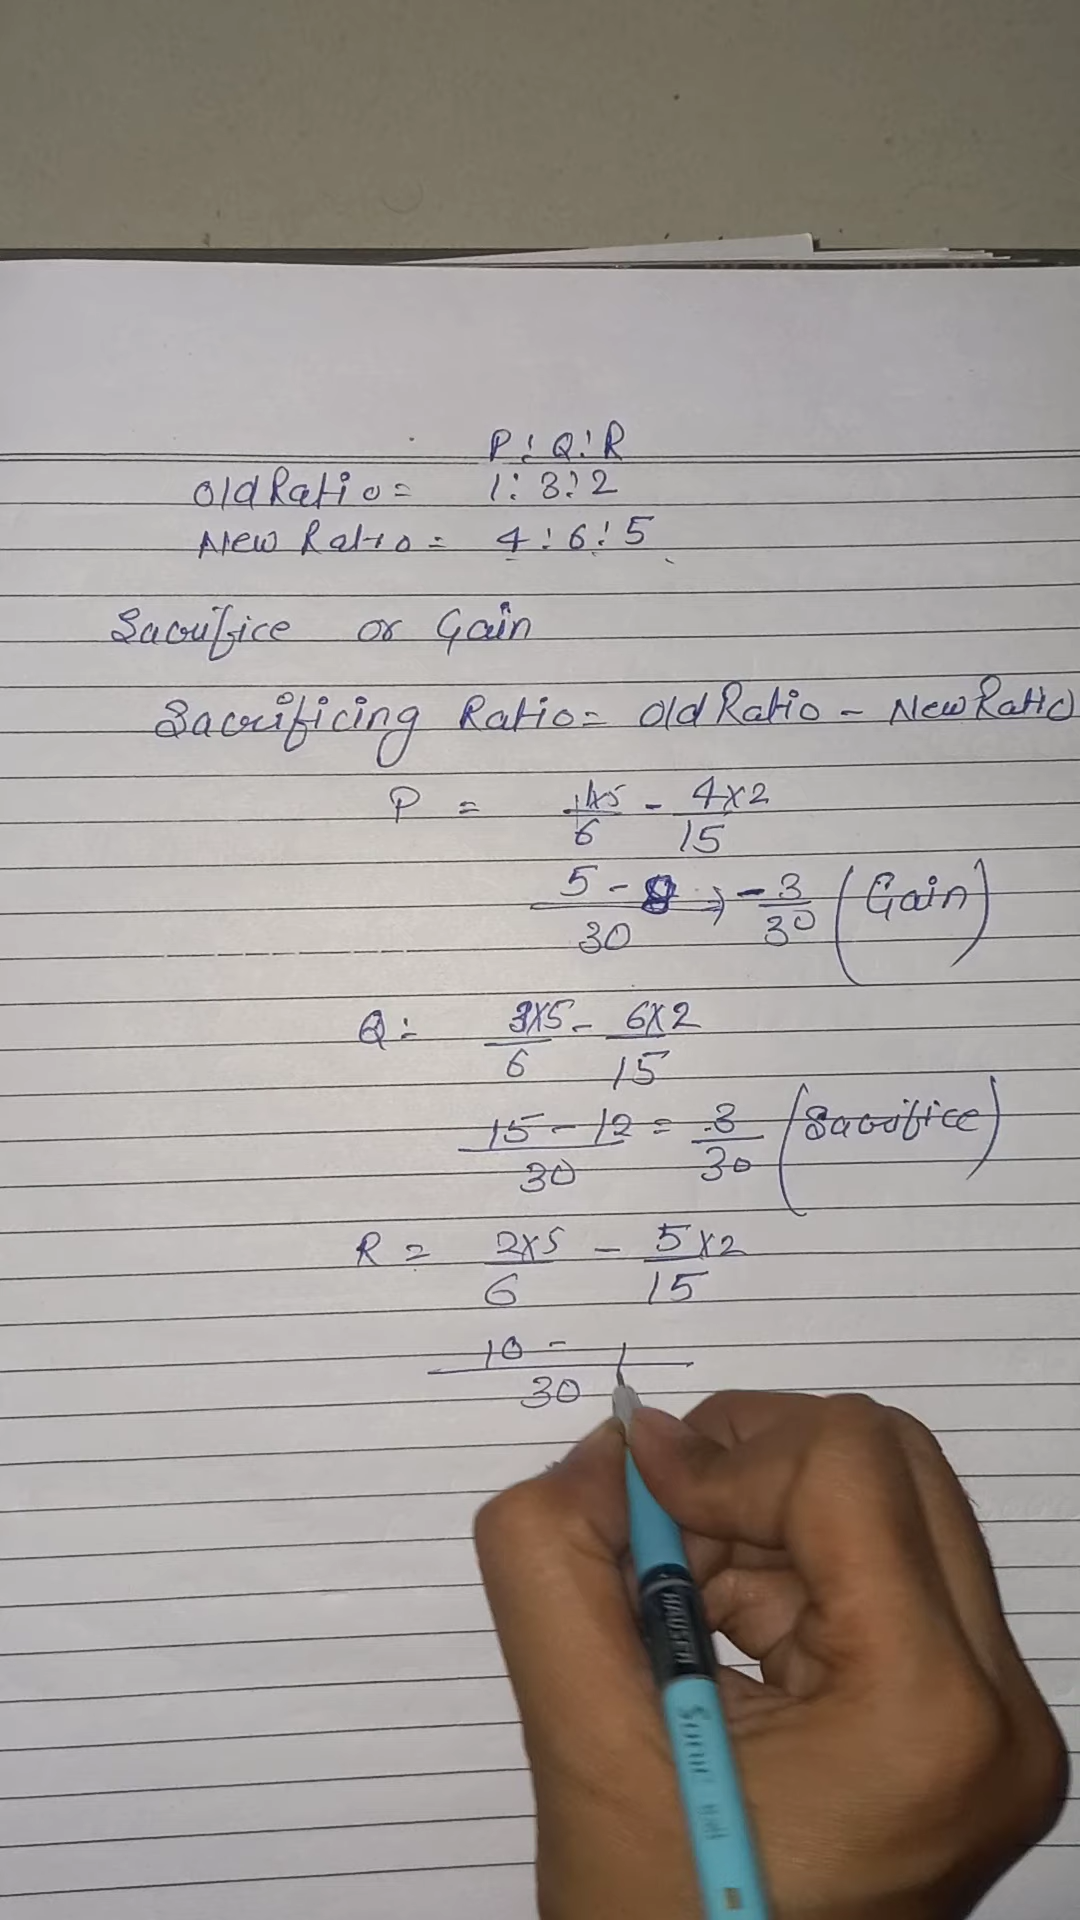 P : Q : R
Old Ratio = 1 : 3 : 2
New Ratio = 4 : 6 : 5
Sacrifice or Gain
Sacrificing Ratio = Old Ratio - New Ratio
P = 1x5/6 - 4x2/15
5 - 8/30 => -3/30 (Gain)
Q = 3x5/6 - 6x2/15
15 - 12/30 = 3/30 (Sacrifice)
R = 2x5/6 - 5x2/15
10 - 1/30
HAUSER